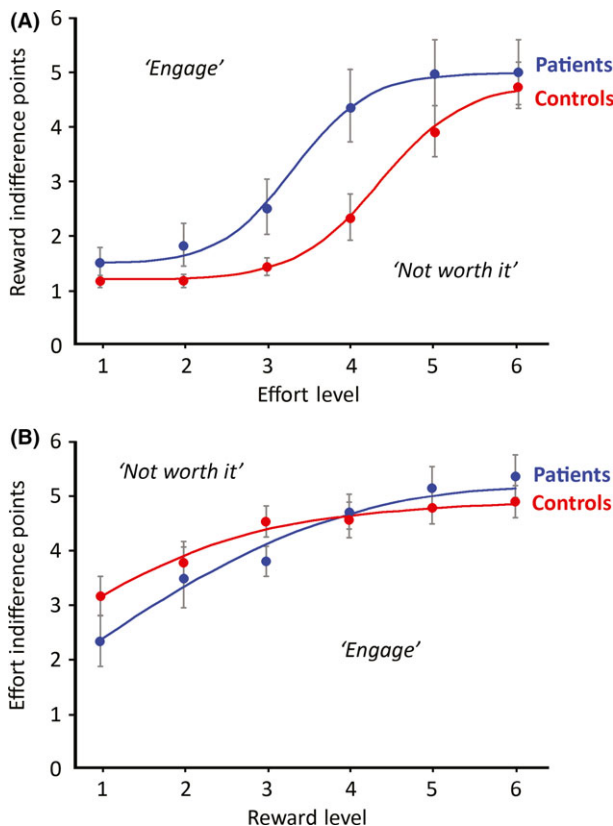 (A)
6
5
4
3
2
1
0
Reward indifference points
‘Engage’
Patients
Controls
‘Not worth it’
1 2 3 4 5 6
Effort level
(B)
6
5
4
3
2
1
0
Effort indifference points
‘Not worth it’
Patients
Controls
‘Engage’
1 2 3 4 5 6
Reward level